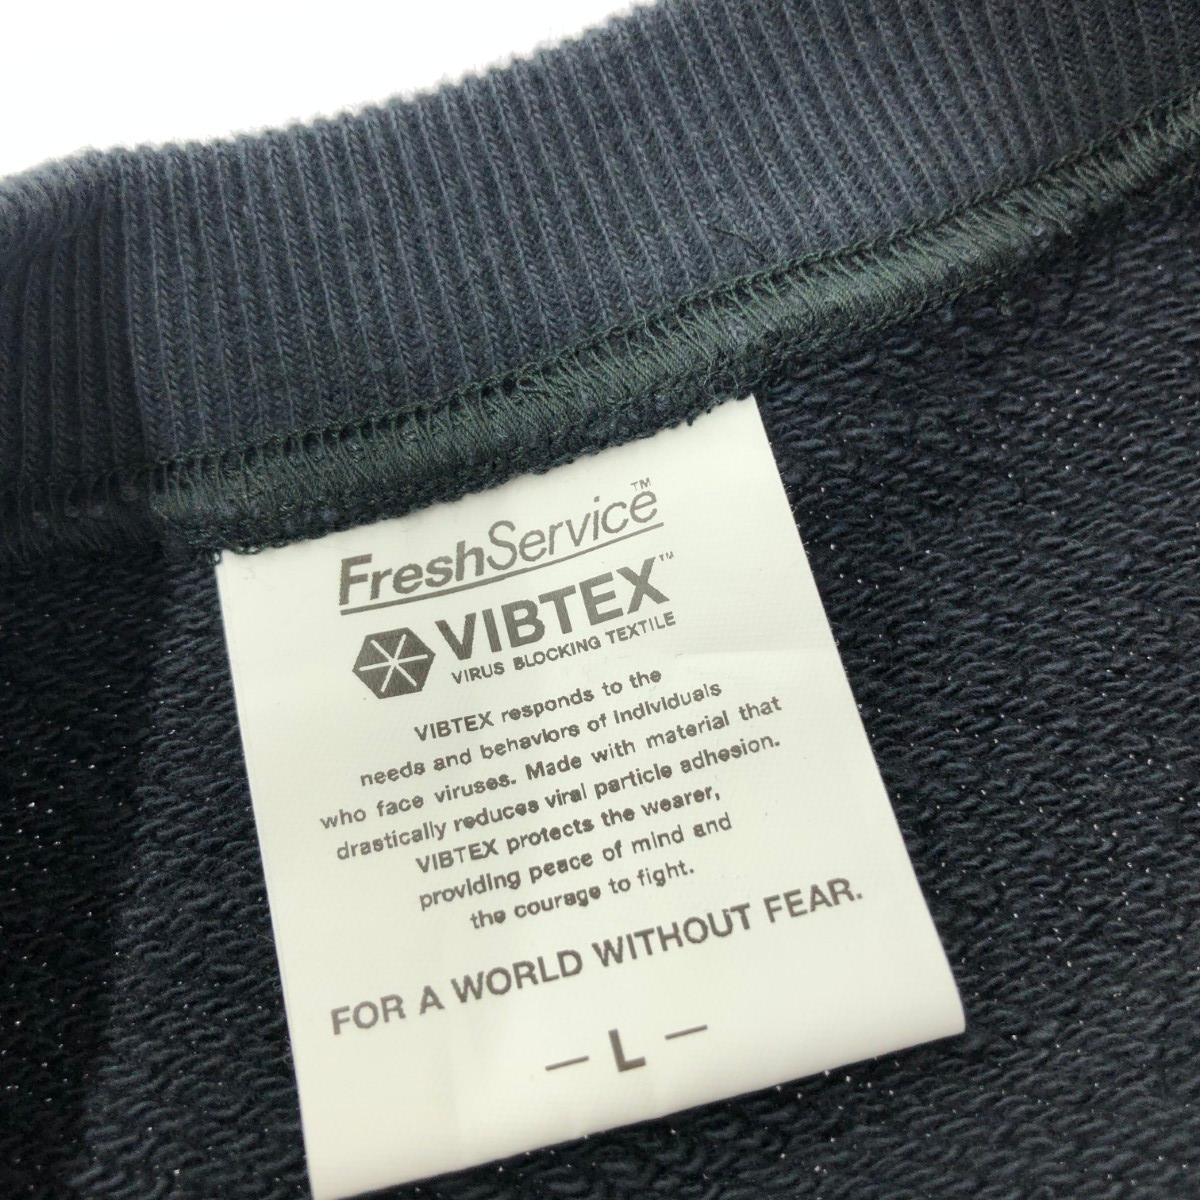 FreshService™
VIBTEX™
VIRUS BLOCKING TEXTILE
VIBTEX responds to the
needs and behaviors of individuals
who face viruses. Made with material that
drastically reduces viral particle adhesion.
VIBTEX protects the wearer,
providing peace of mind and
the courage to fight.
FOR A WORLD WITHOUT FEAR.
— L —